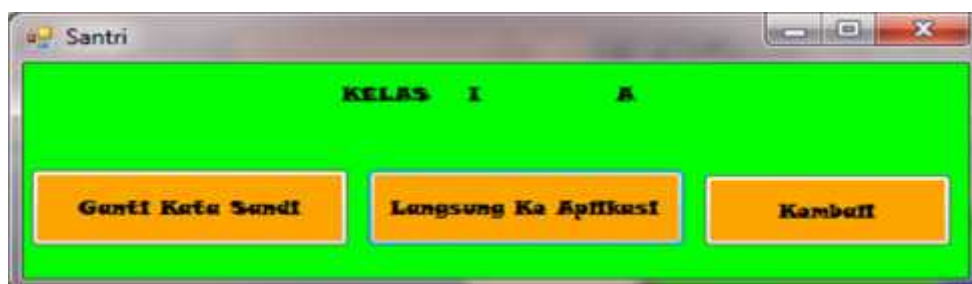 Santri
KELAS I A
Ganti Kata Sandi Langsung Ke Aplikasi Kembali